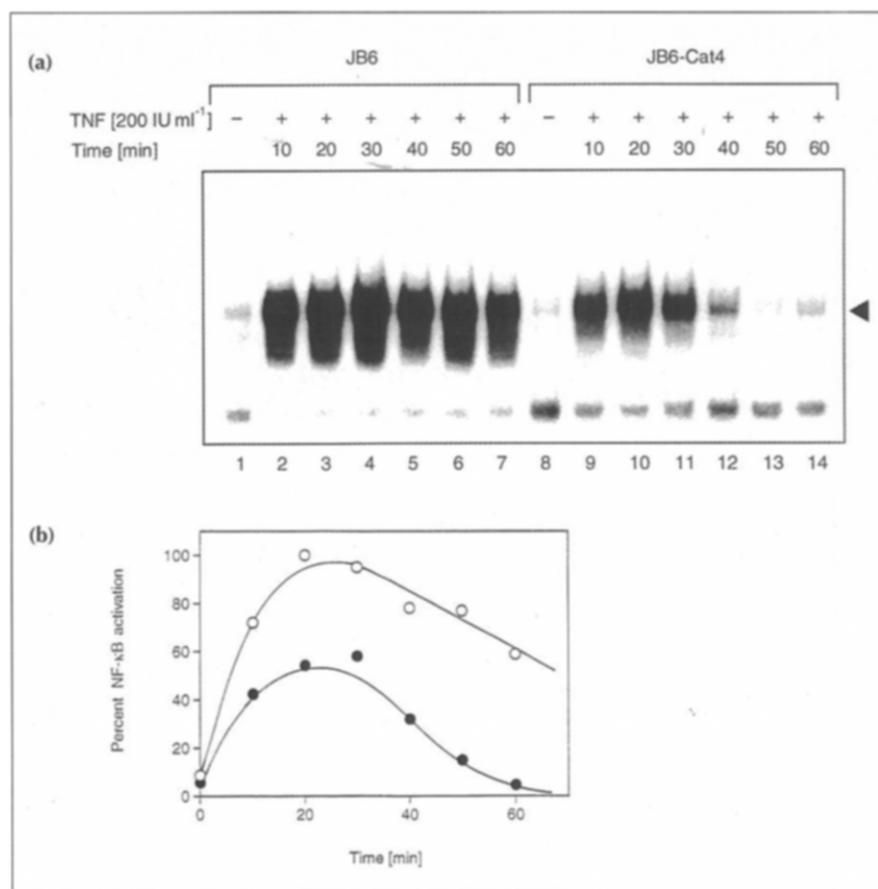 (a)
JB6 JB6-Cat4
TNF [200 IU ml⁻¹] − + + + + + + − + + + + + +
Time [min] 10 20 30 40 50 60 10 20 30 40 50 60
1 2 3 4 5 6 7 8 9 10 11 12 13 14
(b)
Percent NF-κB activation
100
80
60
40
20
0
0 20 40 60
Time [min]